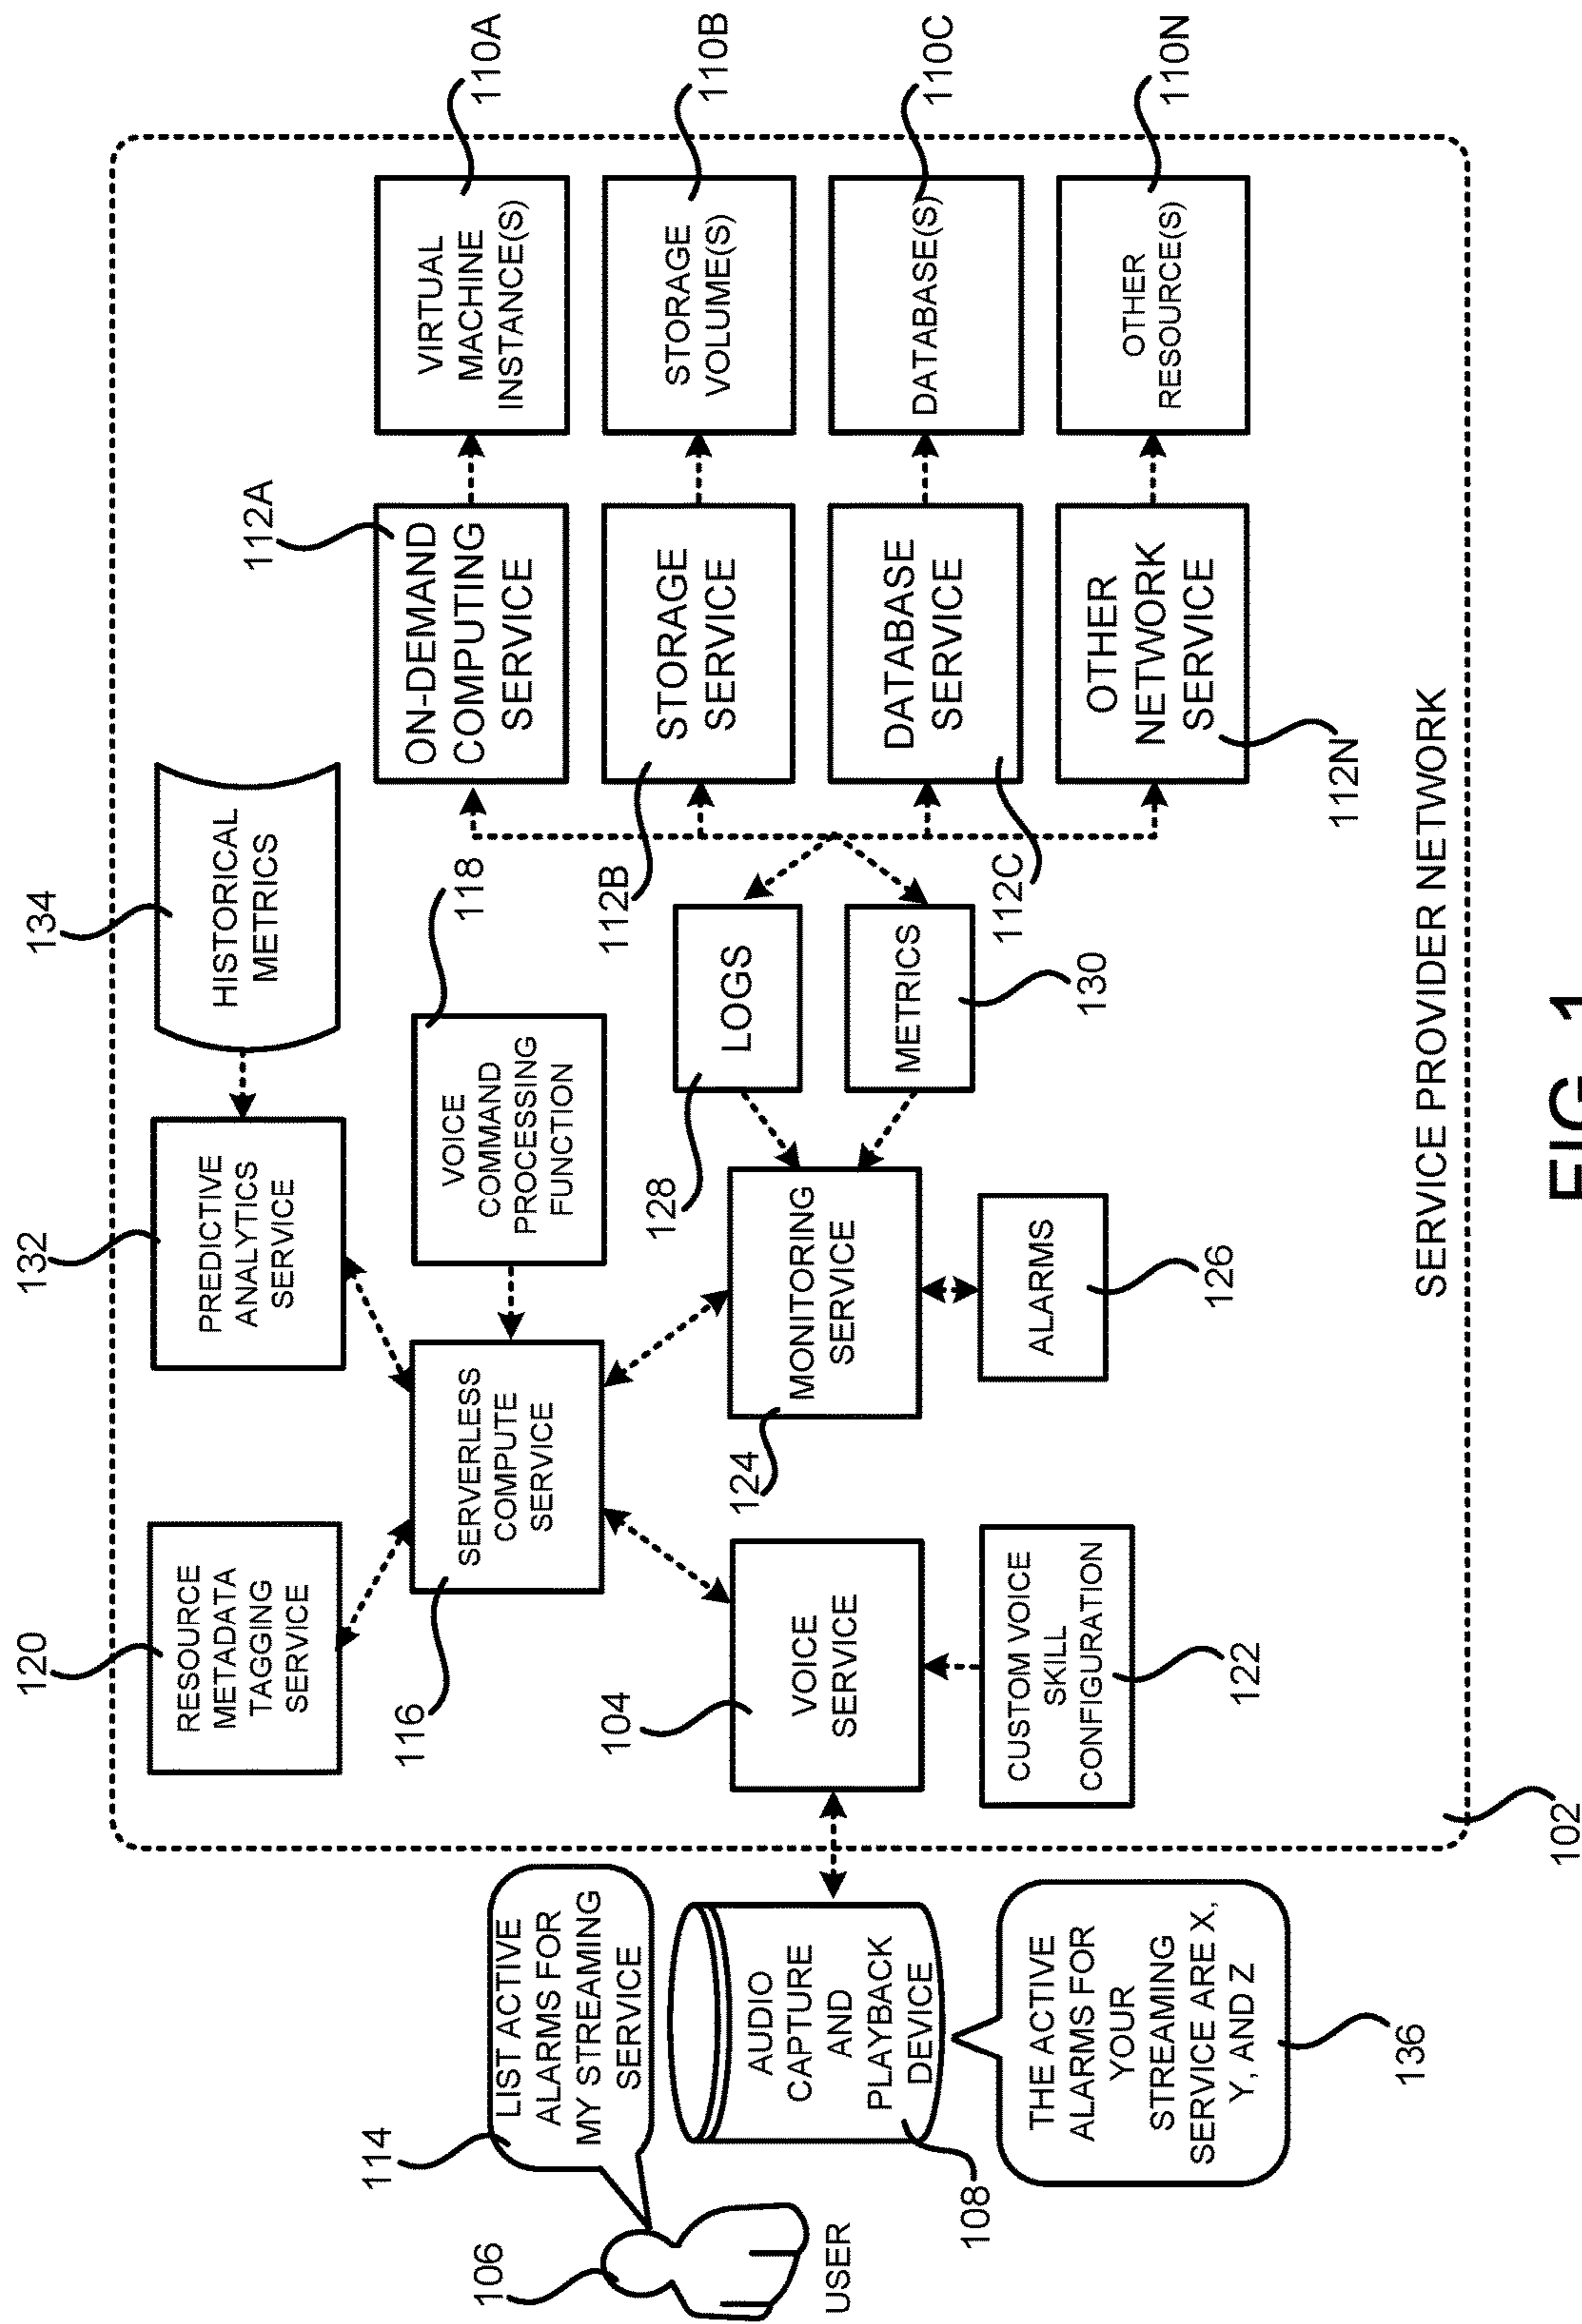 120
RESOURCE
METADATA
TAGGING
SERVICE
132
PREDICTIVE
ANALYTICS
SERVICE
134
HISTORICAL
METRICS
116
SERVERLESS
COMPUTE
SERVICE
VOICE
COMMAND
PROCESSING
FUNCTION
118
112A
ON-DEMAND
COMPUTING
SERVICE
VIRTUAL
MACHINE
INSTANCE(S)
110A
106
USER
114
LIST ACTIVE
ALARMS FOR
MY STREAMING
SERVICE
AUDIO
CAPTURE
AND
PLAYBACK
DEVICE
108
THE ACTIVE
ALARMS FOR
YOUR
STREAMING
SERVICE ARE X,
Y, AND Z
136
104
VOICE
SERVICE
CUSTOM VOICE
SKILL
CONFIGURATION
122
124
MONITORING
SERVICE
ALARMS
126
128
LOGS
METRICS
130
112B
STORAGE
SERVICE
STORAGE
VOLUME(S)
110B
112C
DATABASE
SERVICE
DATABASE(S)
110C
OTHER
NETWORK
SERVICE
112N
OTHER
RESOURCE(S)
110N
SERVICE PROVIDER NETWORK
102
FIG. 1